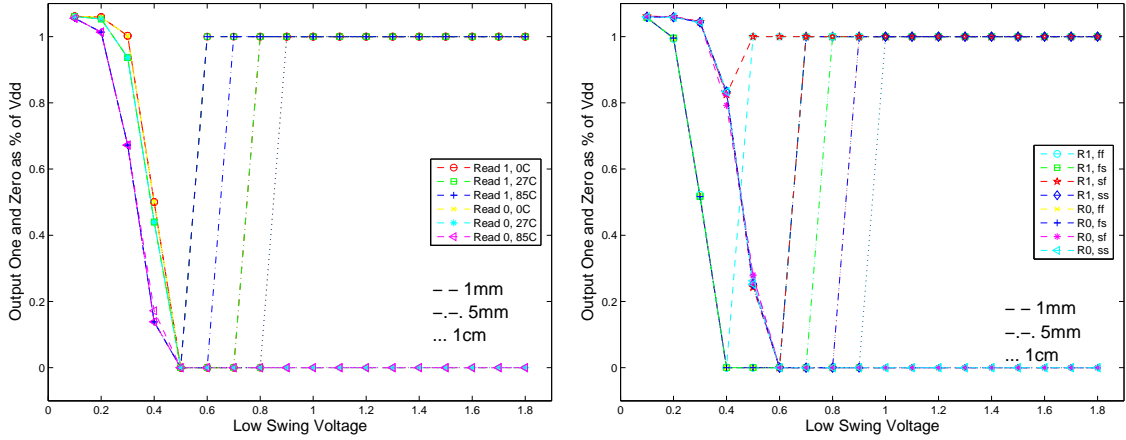 Output One and Zero as % of Vdd
1
0.8
0.6
0.4
0.2
0
0 0.2 0.4 0.6 0.8 1 1.2 1.4 1.6 1.8
Low Swing Voltage
Read 1, 0C
Read 1, 27C
Read 1, 85C
Read 0, 0C
Read 0, 27C
Read 0, 85C
-- 1mm
-.-. 5mm
... 1cm
Output One and Zero as % of Vdd
1
0.8
0.6
0.4
0.2
0
0 0.2 0.4 0.6 0.8 1 1.2 1.4 1.6 1.8
Low Swing Voltage
R1, ff
R1, fs
R1, sf
R1, ss
R0, ff
R0, fs
R0, sf
R0, ss
-- 1mm
-.-. 5mm
... 1cm